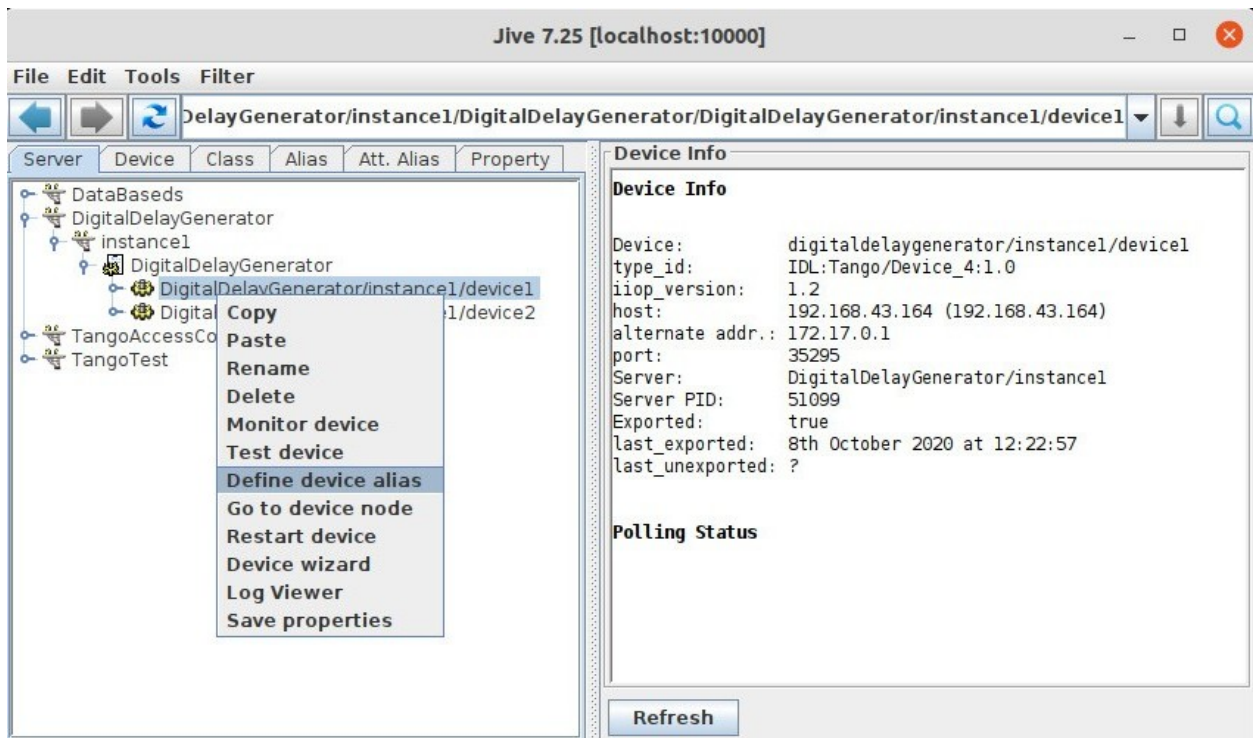 Jive 7.25 [localhost:10000]
File Edit Tools Filter
DelayGenerator/instance1/DigitalDelayGenerator/DigitalDelayGenerator/instance1/device1
Server Device Class Alias Att. Alias Property
DataBaseds
DigitalDelayGenerator
instance1
DigitalDelayGenerator
DigitalDelayGenerator/instance1/device1
Digital 1/device2
TangoAccessCo
TangoTest
Copy
Paste
Rename
Delete
Monitor device
Test device
Define device alias
Go to device node
Restart device
Device wizard
Log Viewer
Save properties
Device Info
Device Info
Device: digitaldelaygenerator/instance1/device1
type_id: IDL:Tango/Device_4:1.0
iiop_version: 1.2
host: 192.168.43.164 (192.168.43.164)
alternate addr.: 172.17.0.1
port: 35295
Server: DigitalDelayGenerator/instance1
Server PID: 51099
Exported: true
last_exported: 8th October 2020 at 12:22:57
last_unexported: ?
Polling Status
Refresh